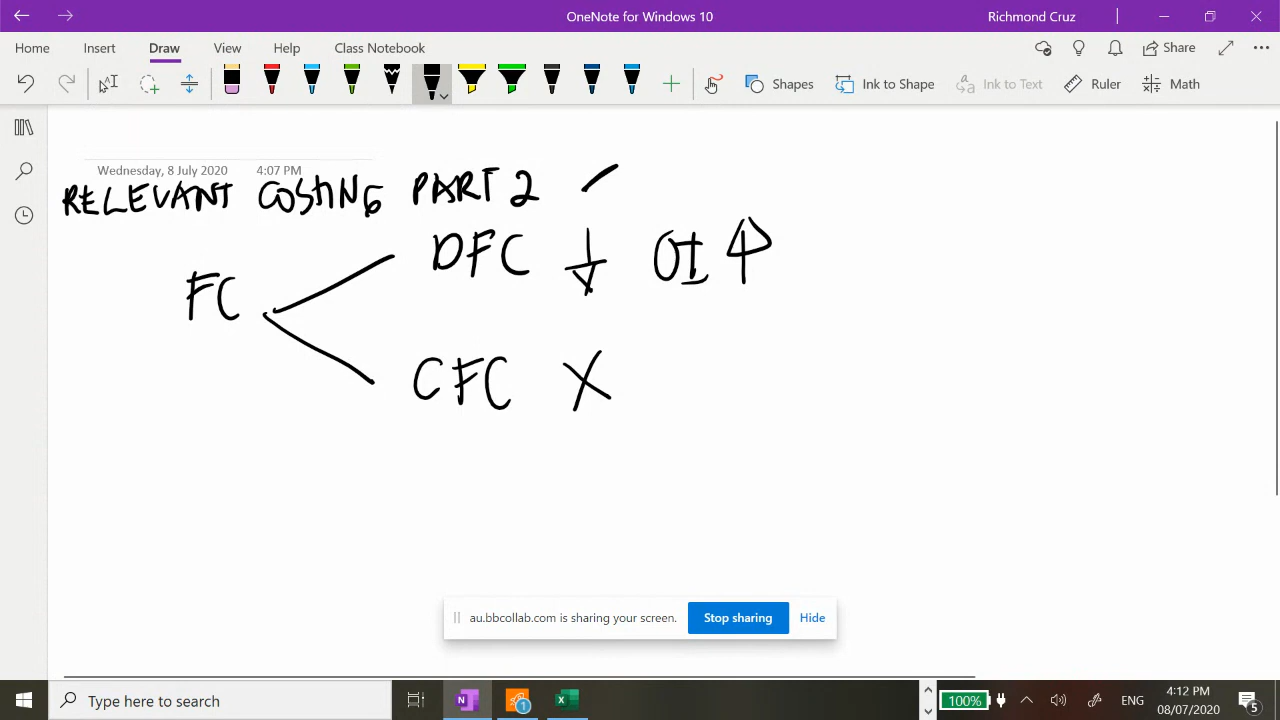 OneNote for Windows 10
Richmond Cruz
Home Insert Draw View Help Class Notebook
Share
Shapes Ink to Shape Ink to Text Ruler Math
Wednesday, 8 July 2020 4:07 PM
RELEVANT COSTING PART 2
DFC OI
FC
CFC X
au.bbcollab.com is sharing your screen. Stop sharing Hide
Type here to search
N 1 X
100% ENG
4:12 PM
08/07/2020
5